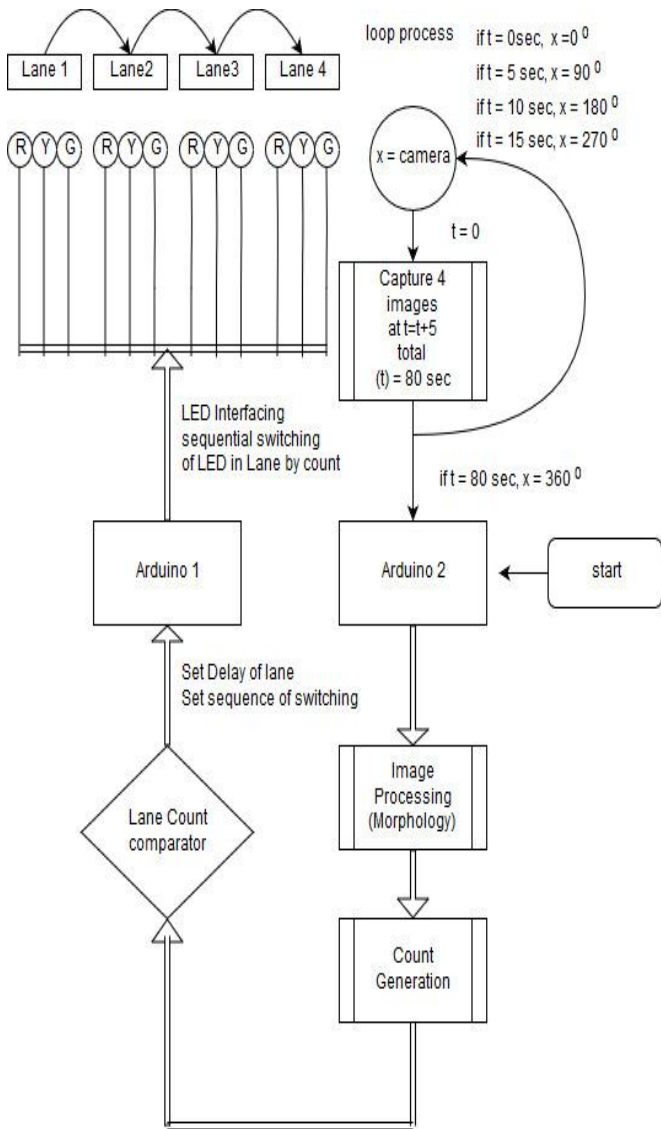 Lane 1
Lane2
Lane3
Lane 4
R Y G R Y G R Y G R Y G
loop process
if t = 0sec, x =0 0
if t = 5 sec, x = 90 0
if t = 10 sec, x = 180 0
if t = 15 sec, x = 270 0
x = camera
t = 0
Capture 4
images
at t=t+5
total
(t) = 80 sec
if t = 80 sec, x = 360 0
LED Interfacing
sequential switching
of LED in Lane by count
Arduino 1
Arduino 2
start
Set Delay of lane
Set sequence of switching
Lane Count
comparator
Image
Processing
(Morphology)
Count
Generation